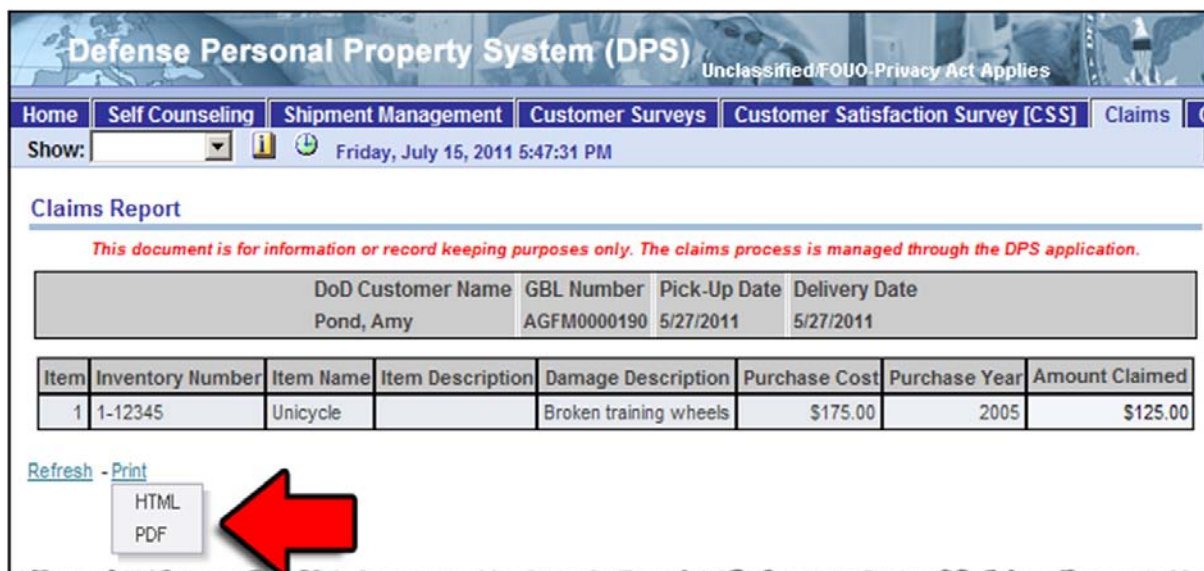 Defense Personal Property System (DPS) Unclassified/FOUO-Privacy Act Applies
Home Self Counseling Shipment Management Customer Surveys Customer Satisfaction Survey [CSS] Claims
Show: Friday, July 15, 2011 5:47:31 PM
Claims Report
This document is for information or record keeping purposes only. The claims process is managed through the DPS application.
DoD Customer Name GBL Number Pick-Up Date Delivery Date
Pond, Amy AGFM0000190 5/27/2011 5/27/2011
Item Inventory Number Item Name Item Description Damage Description Purchase Cost Purchase Year Amount Claimed
1 1-12345 Unicycle Broken training wheels $175.00 2005 $125.00
Refresh - Print
HTML
PDF